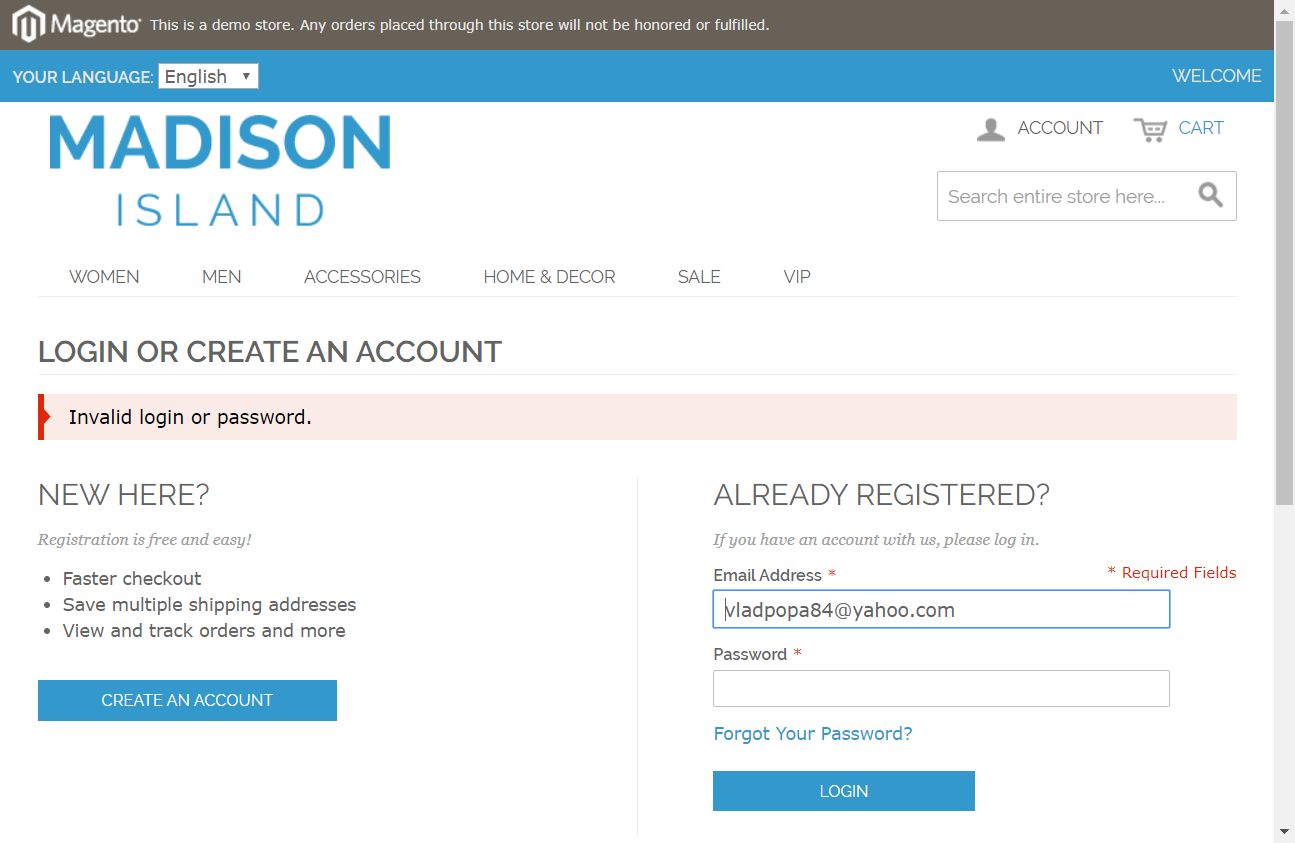 Magento This is a demo store. Any orders placed through this store will not be honored or fulfilled.
YOUR LANGUAGE: English WELCOME
MADISON
ISLAND
ACCOUNT CART
Search entire store here...
WOMEN MEN ACCESSORIES HOME & DECOR SALE VIP
LOGIN OR CREATE AN ACCOUNT
Invalid login or password.
NEW HERE?
Registration is free and easy!
• Faster checkout
• Save multiple shipping addresses
• View and track orders and more
CREATE AN ACCOUNT
ALREADY REGISTERED?
If you have an account with us, please log in.
Email Address * * Required Fields
vladpopa84@yahoo.com
Password *
Forgot Your Password?
LOGIN